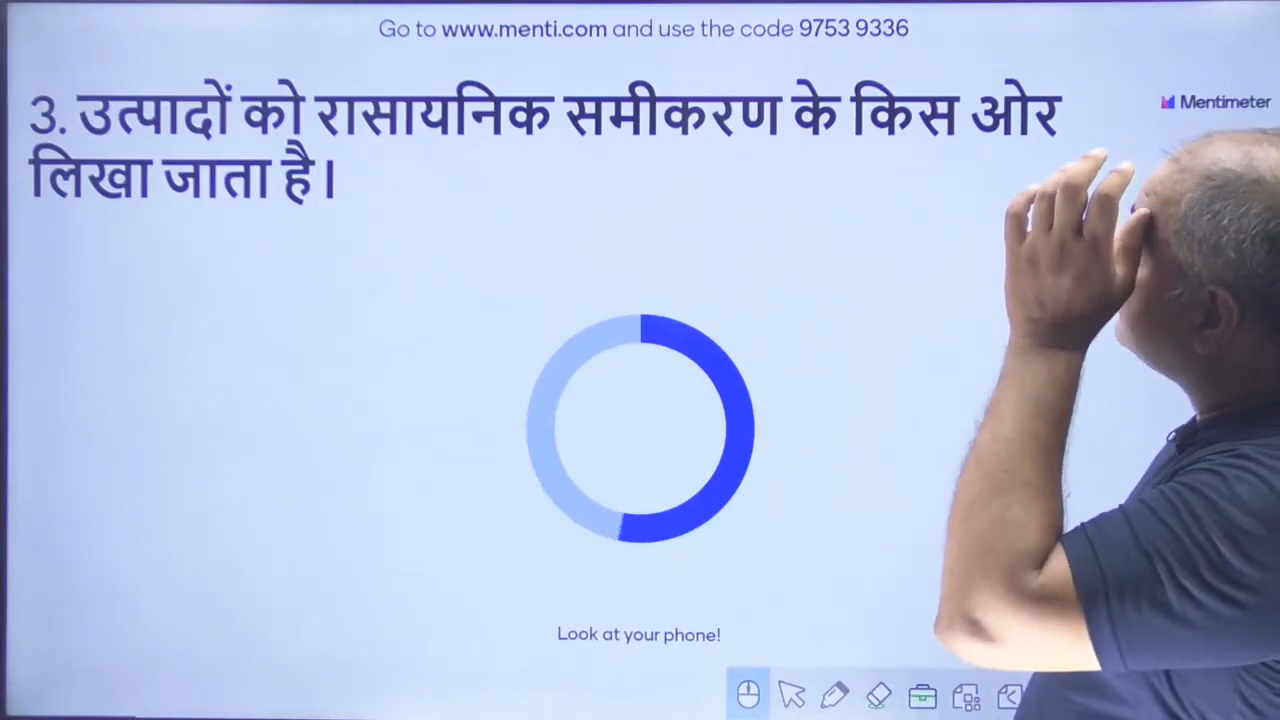 Go to www.menti.com and use the code 9753 9336
3. उत्पादों को रासायनिक समीकरण के किस ओर
लिखा जाता है।
Mentimeter
Look at your phone!